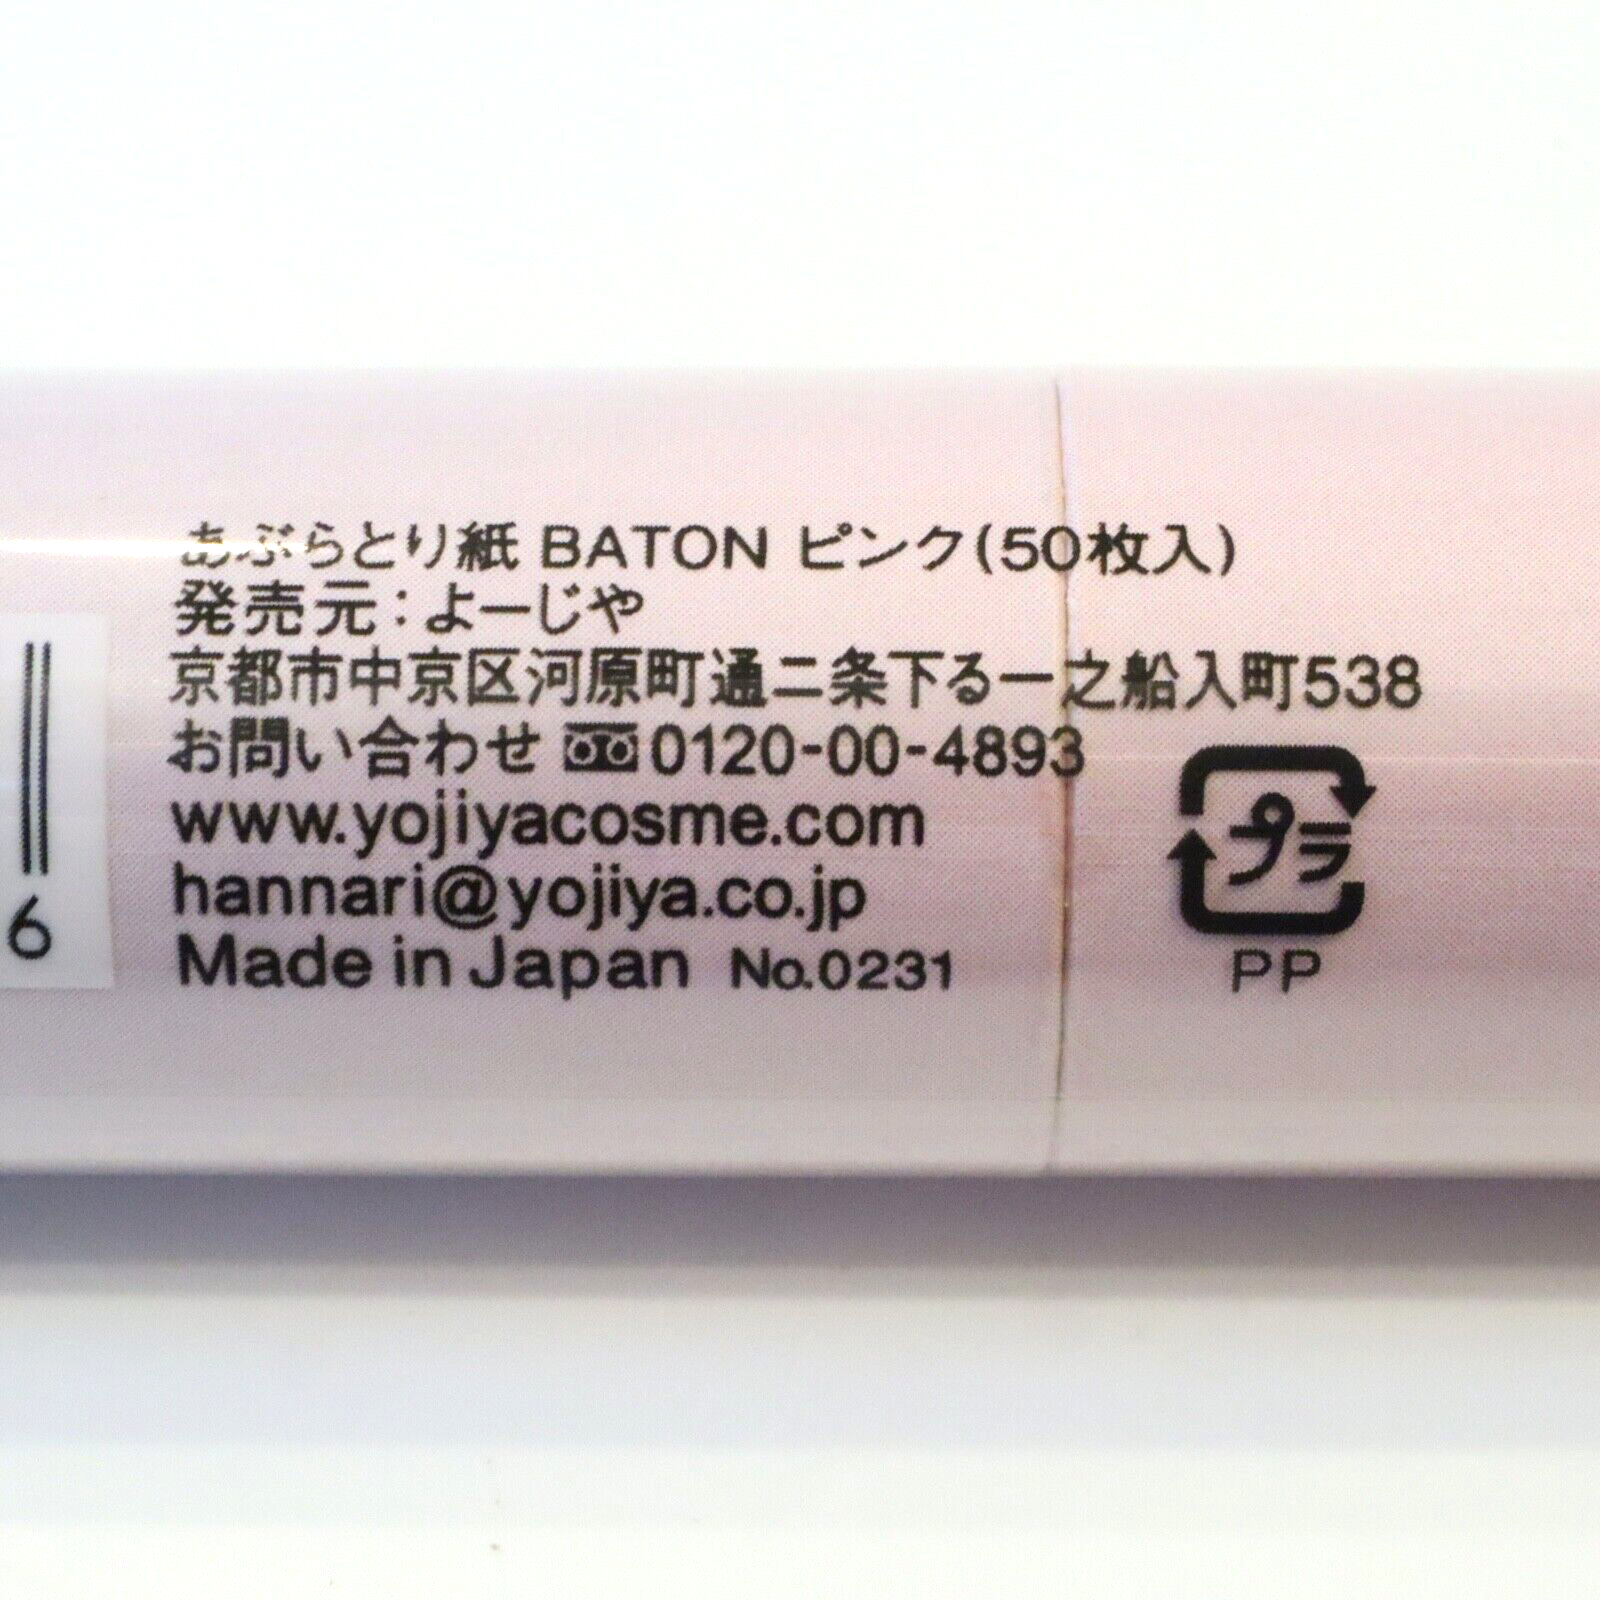 あぶらとり紙 BATON ピンク(50枚入)
発売元:よーじや
京都市中京区河原町通二条下る一之船入町538
お問い合わせ 0120-00-4893
www.yojiyacosme.com
hannari@yojiya.co.jp
Made in Japan No.0231
プラ
PP
6